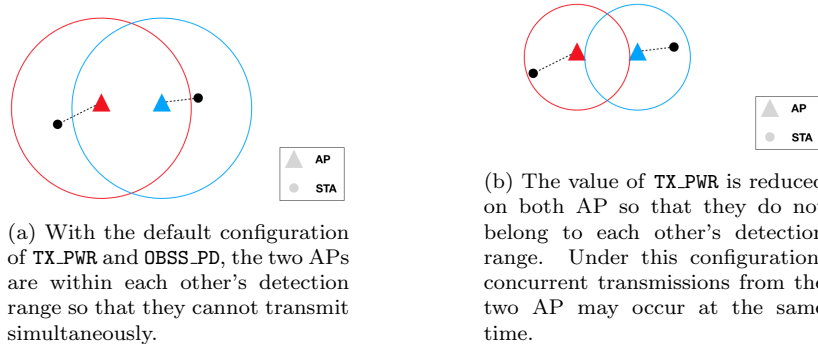 AP
STA
(a) With the default configuration
of TX_PWR and OBSS_PD, the two APs
are within each other's detection
range so that they cannot transmit
simultaneously.
AP
STA
(b) The value of TX_PWR is reduced
on both AP so that they do not
belong to each other's detection
range. Under this configuration
concurrent transmissions from the
two AP may occur at the same
time.